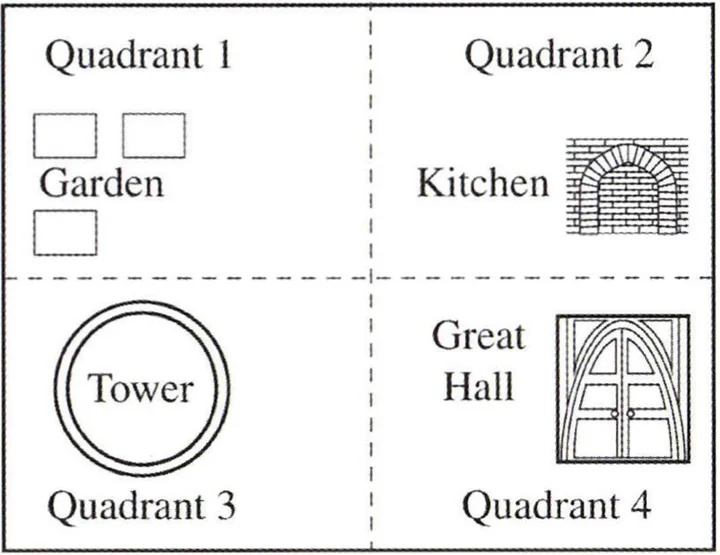 Quadrant 1
Garden
Quadrant 2
Kitchen
Tower
Quadrant 3
Great
Hall
Quadrant 4